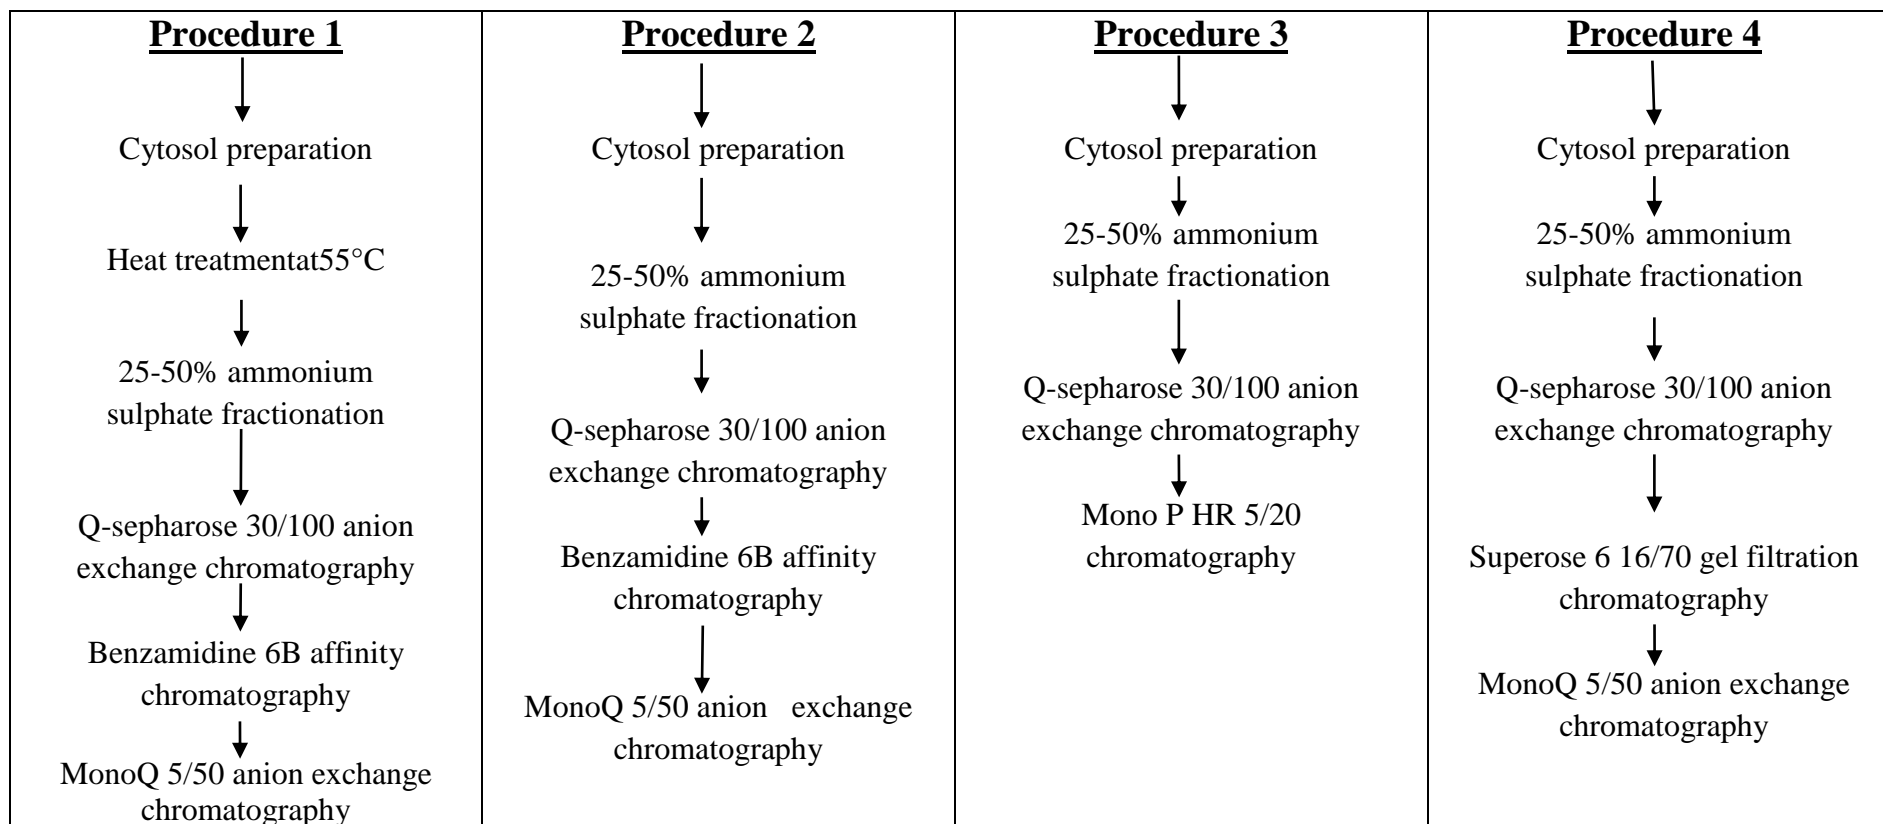 Procedure 1
Cytosol preparation
Heat treatmentat55°C
25-50% ammonium
sulphate fractionation
Q-sepharose 30/100 anion
exchange chromatography
Benzamidine 6B affinity
chromatography
MonoQ 5/50 anion exchange
chromatography
Procedure 2
Cytosol preparation
25-50% ammonium
sulphate fractionation
Q-sepharose 30/100 anion
exchange chromatography
Benzamidine 6B affinity
chromatography
MonoQ 5/50 anion exchange
chromatography
Procedure 3
Cytosol preparation
25-50% ammonium
sulphate fractionation
Q-sepharose 30/100 anion
exchange chromatography
Mono P HR 5/20
chromatography
Procedure 4
Cytosol preparation
25-50% ammonium
sulphate fractionation
Q-sepharose 30/100 anion
exchange chromatography
Superose 6 16/70 gel filtration
chromatography
MonoQ 5/50 anion exchange
chromatography